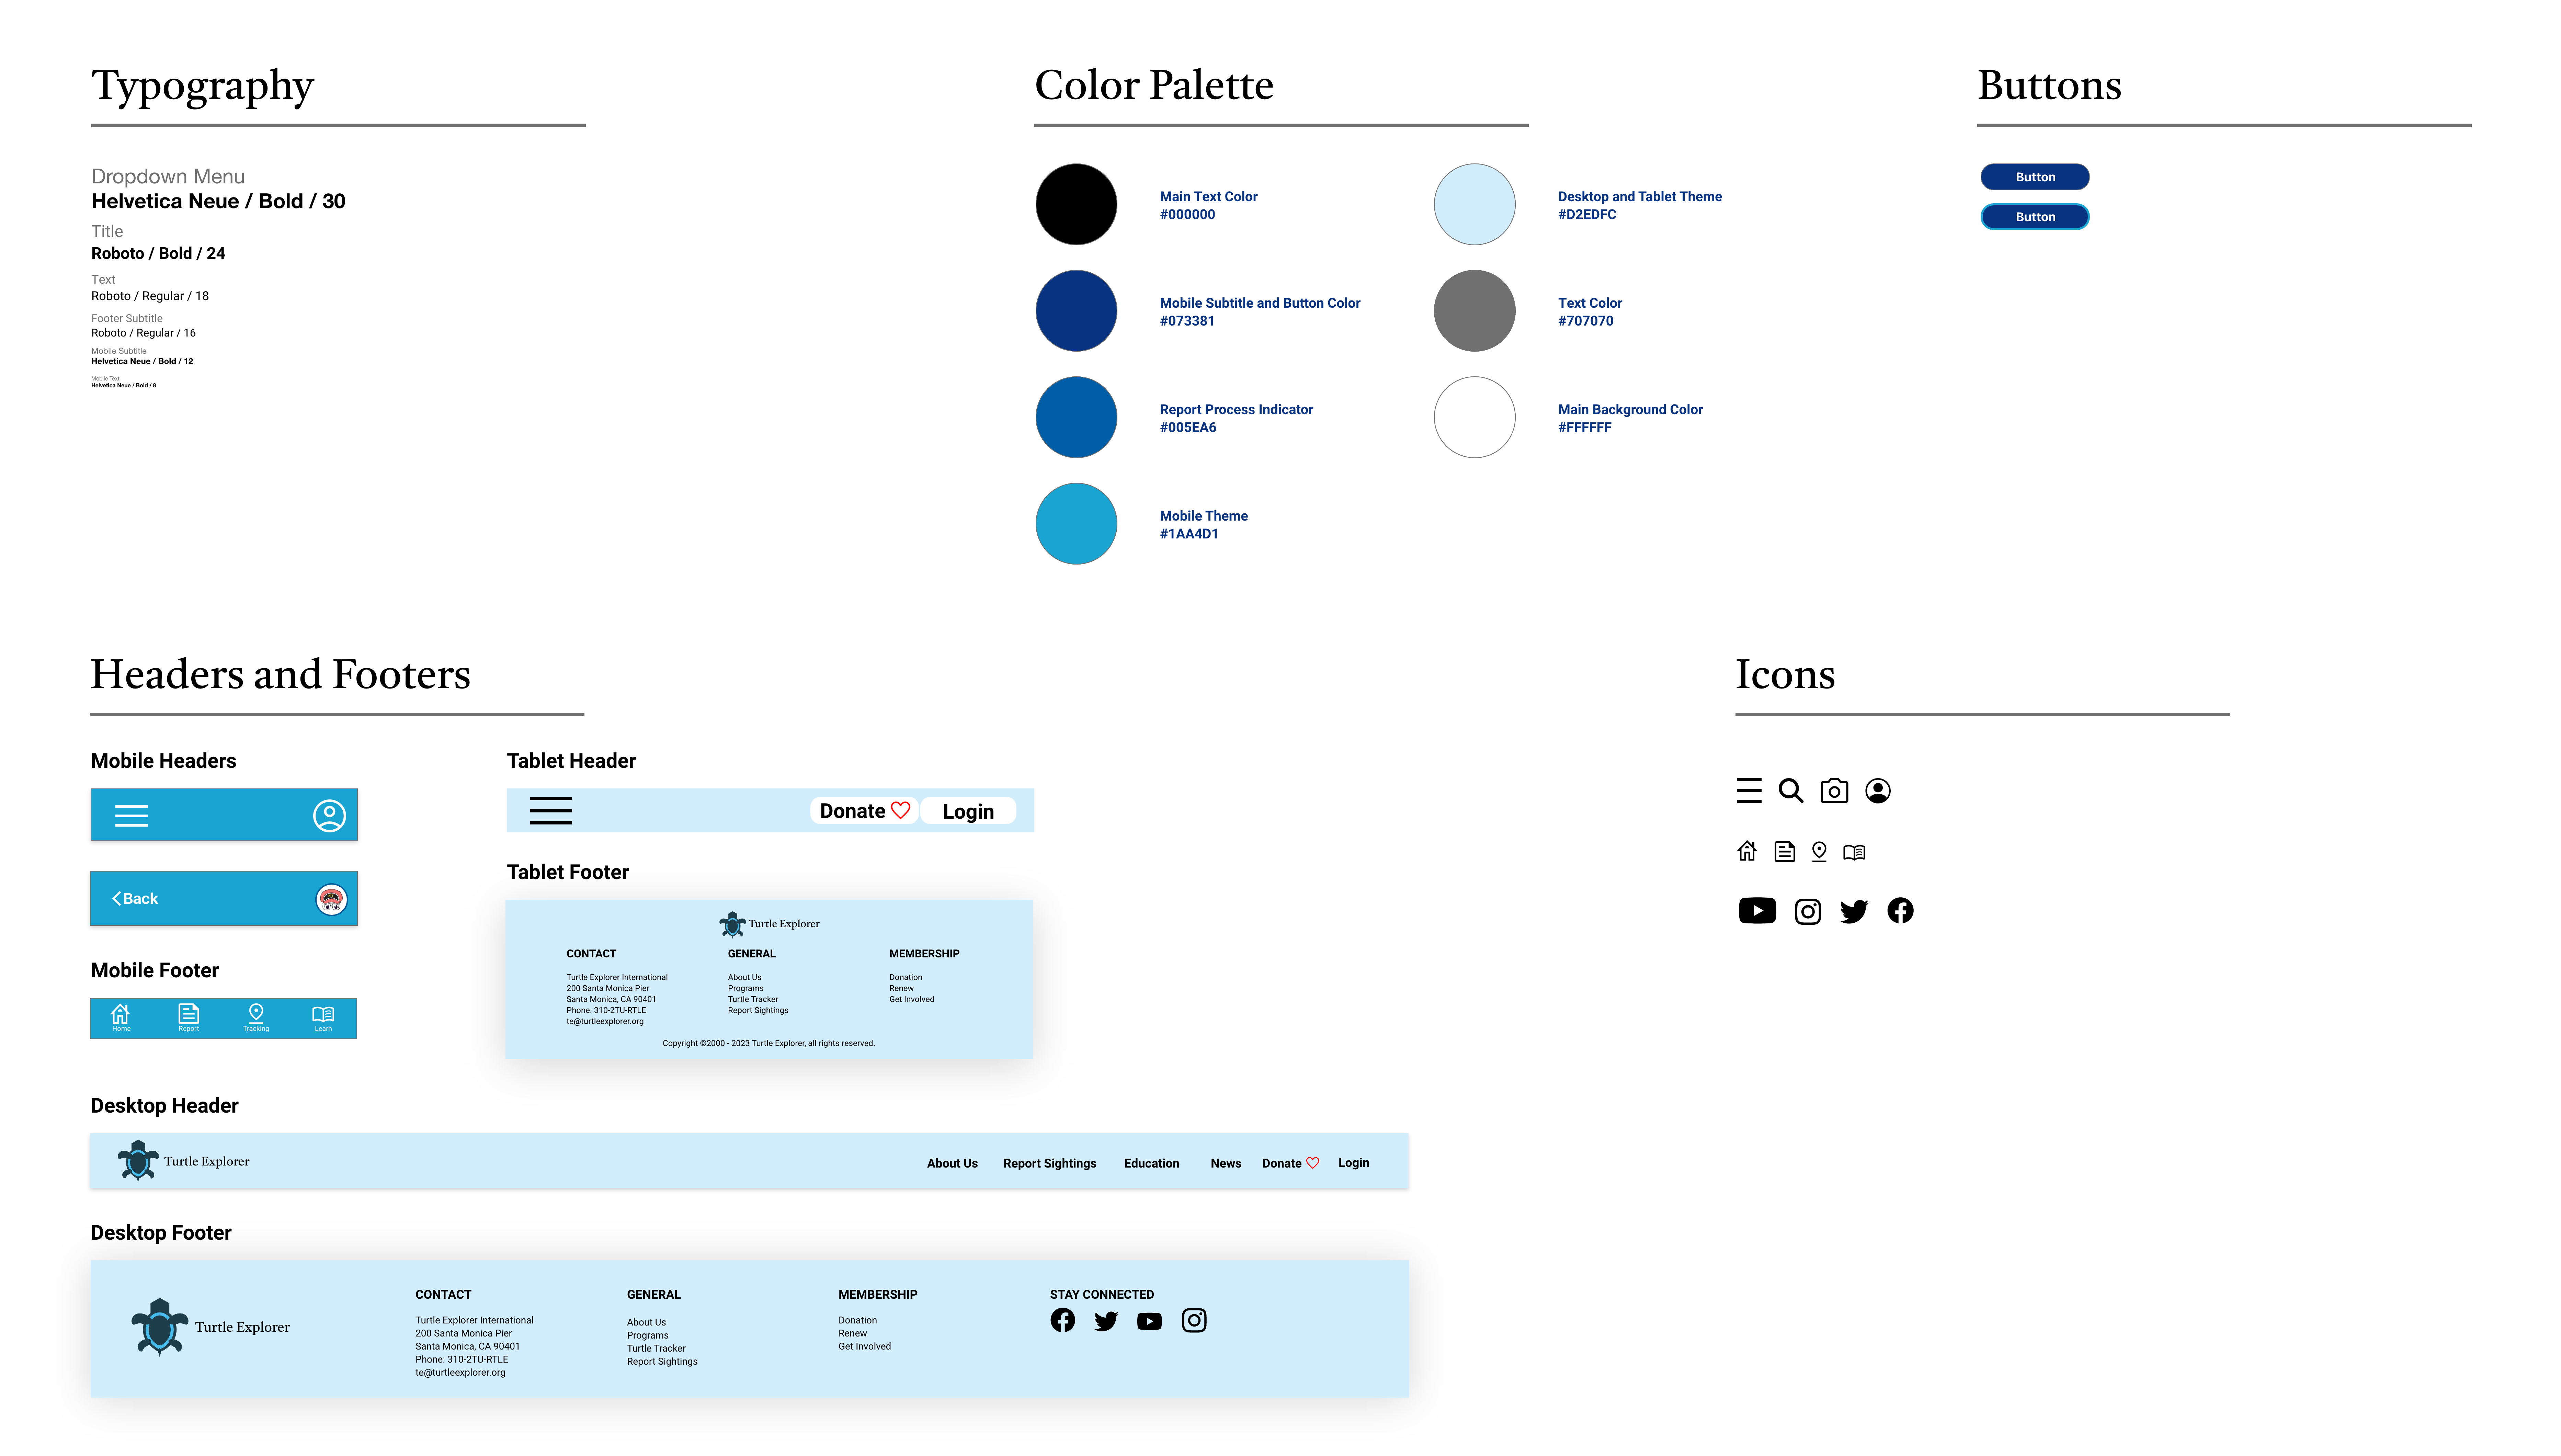 Typography
Dropdown Menu
Helvetica Neue / Bold / 30
Title
Roboto / Bold / 24
Text
Roboto / Regular / 18
Footer Subtitle
Roboto / Regular / 16
Mobile Subtitle
Helvetica Neue / Bold / 12
Mobile Text
Helvetica Neue / Bold / 8
Color Palette
Main Text Color
#000000
Mobile Subtitle and Button Color
#073381
Report Process Indicator
#005EA6
Mobile Theme
#1AA4D1
Desktop and Tablet Theme
#D2EDFC
Text Color
#707070
Main Background Color
#FFFFFF
Buttons
Button
Button
Headers and Footers
Mobile Headers
Back
Mobile Footer
Home
Report
Tracking
Learn
Tablet Header
Donate
Login
Tablet Footer
Turtle Explorer
CONTACT
Turtle Explorer International
200 Santa Monica Pier
Santa Monica, CA 90401
Phone: 310-2TU-RTLE
te@turtleexplorer.org
GENERAL
About Us
Programs
Turtle Tracker
Report Sightings
MEMBERSHIP
Donation
Renew
Get Involved
Copyright ©2000 - 2023 Turtle Explorer, all rights reserved.
Desktop Header
Turtle Explorer
About Us
Report Sightings
Education
News
Donate
Login
Desktop Footer
Turtle Explorer
CONTACT
Turtle Explorer International
200 Santa Monica Pier
Santa Monica, CA 90401
Phone: 310-2TU-RTLE
te@turtleexplorer.org
GENERAL
About Us
Programs
Turtle Tracker
Report Sightings
MEMBERSHIP
Donation
Renew
Get Involved
STAY CONNECTED
Icons